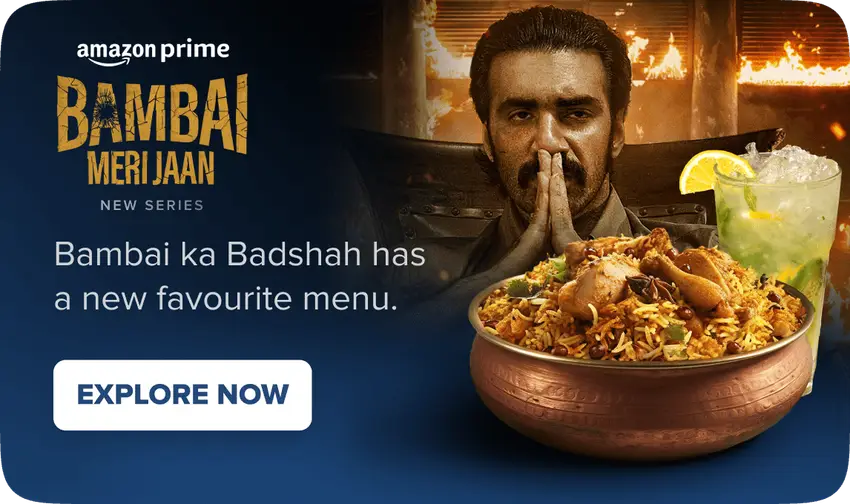 amazon prime
BAMBAI
MERI JAAN
NEW SERIES
Bambai ka Badshah has
a new favourite menu.
EXPLORE NOW